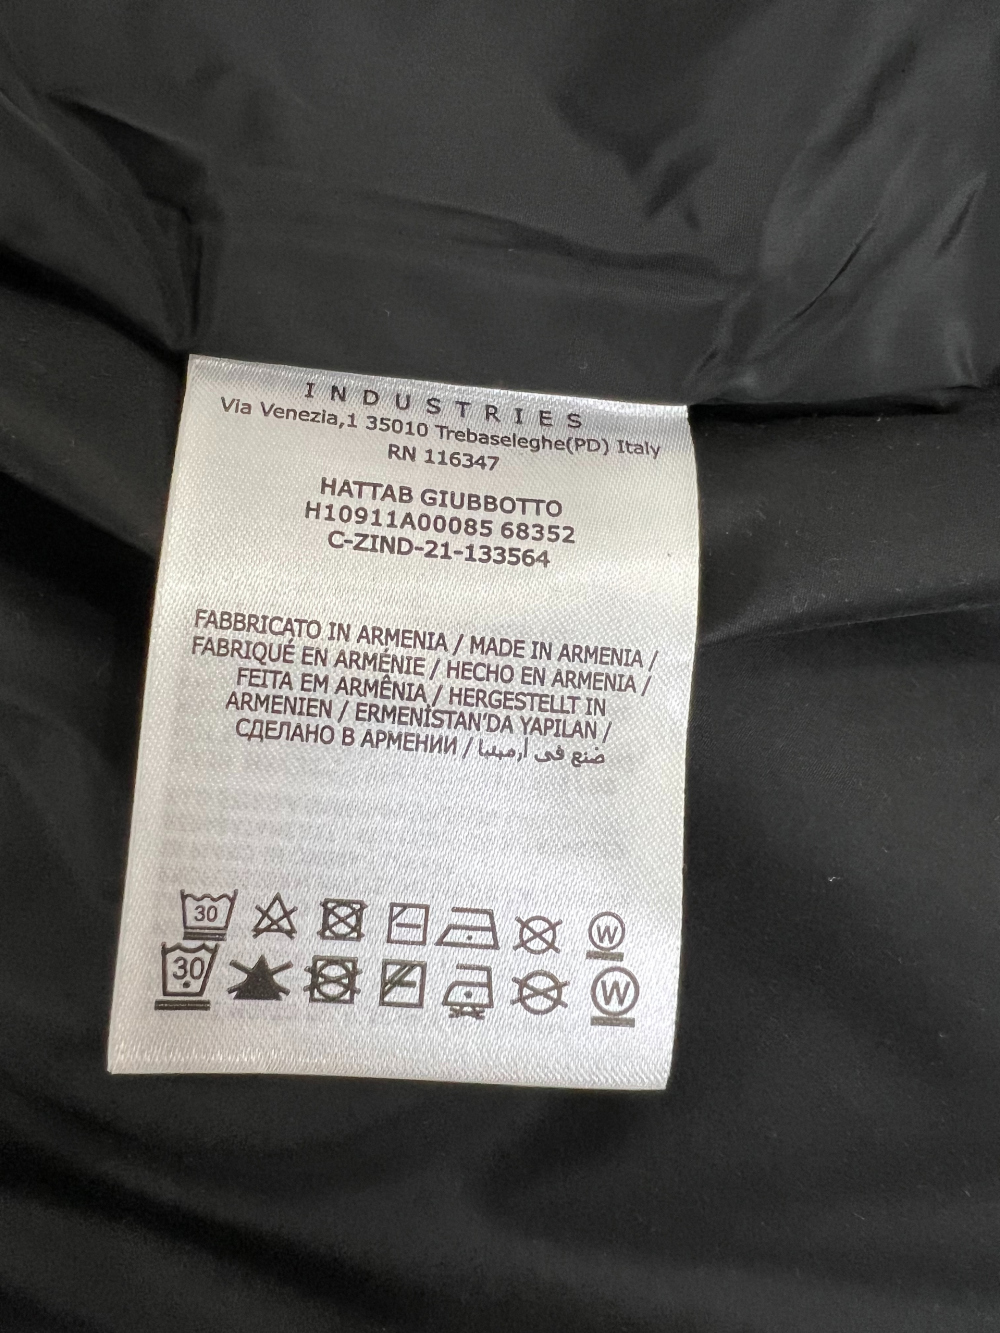 INDUSTRIES
Via Venezia,1 35010 Trebaseleghe(PD) Italy
RN 116347
HATTAB GIUBBOTTO
H10911A00085 68352
C-ZIND-21-133564
FABBRICATO IN ARMENIA / MADE IN ARMENIA /
FABRIQUÉ EN ARMÉNIE / HECHO EN ARMENIA /
FEITA EM ARMÊNIA / HERGESTELLT IN
ARMENIEN / ERMENİSTAN'DA YAPILAN /
СДЕЛАНО В АРМЕНИИ / صنع في أرمينيا
30 W
30 W